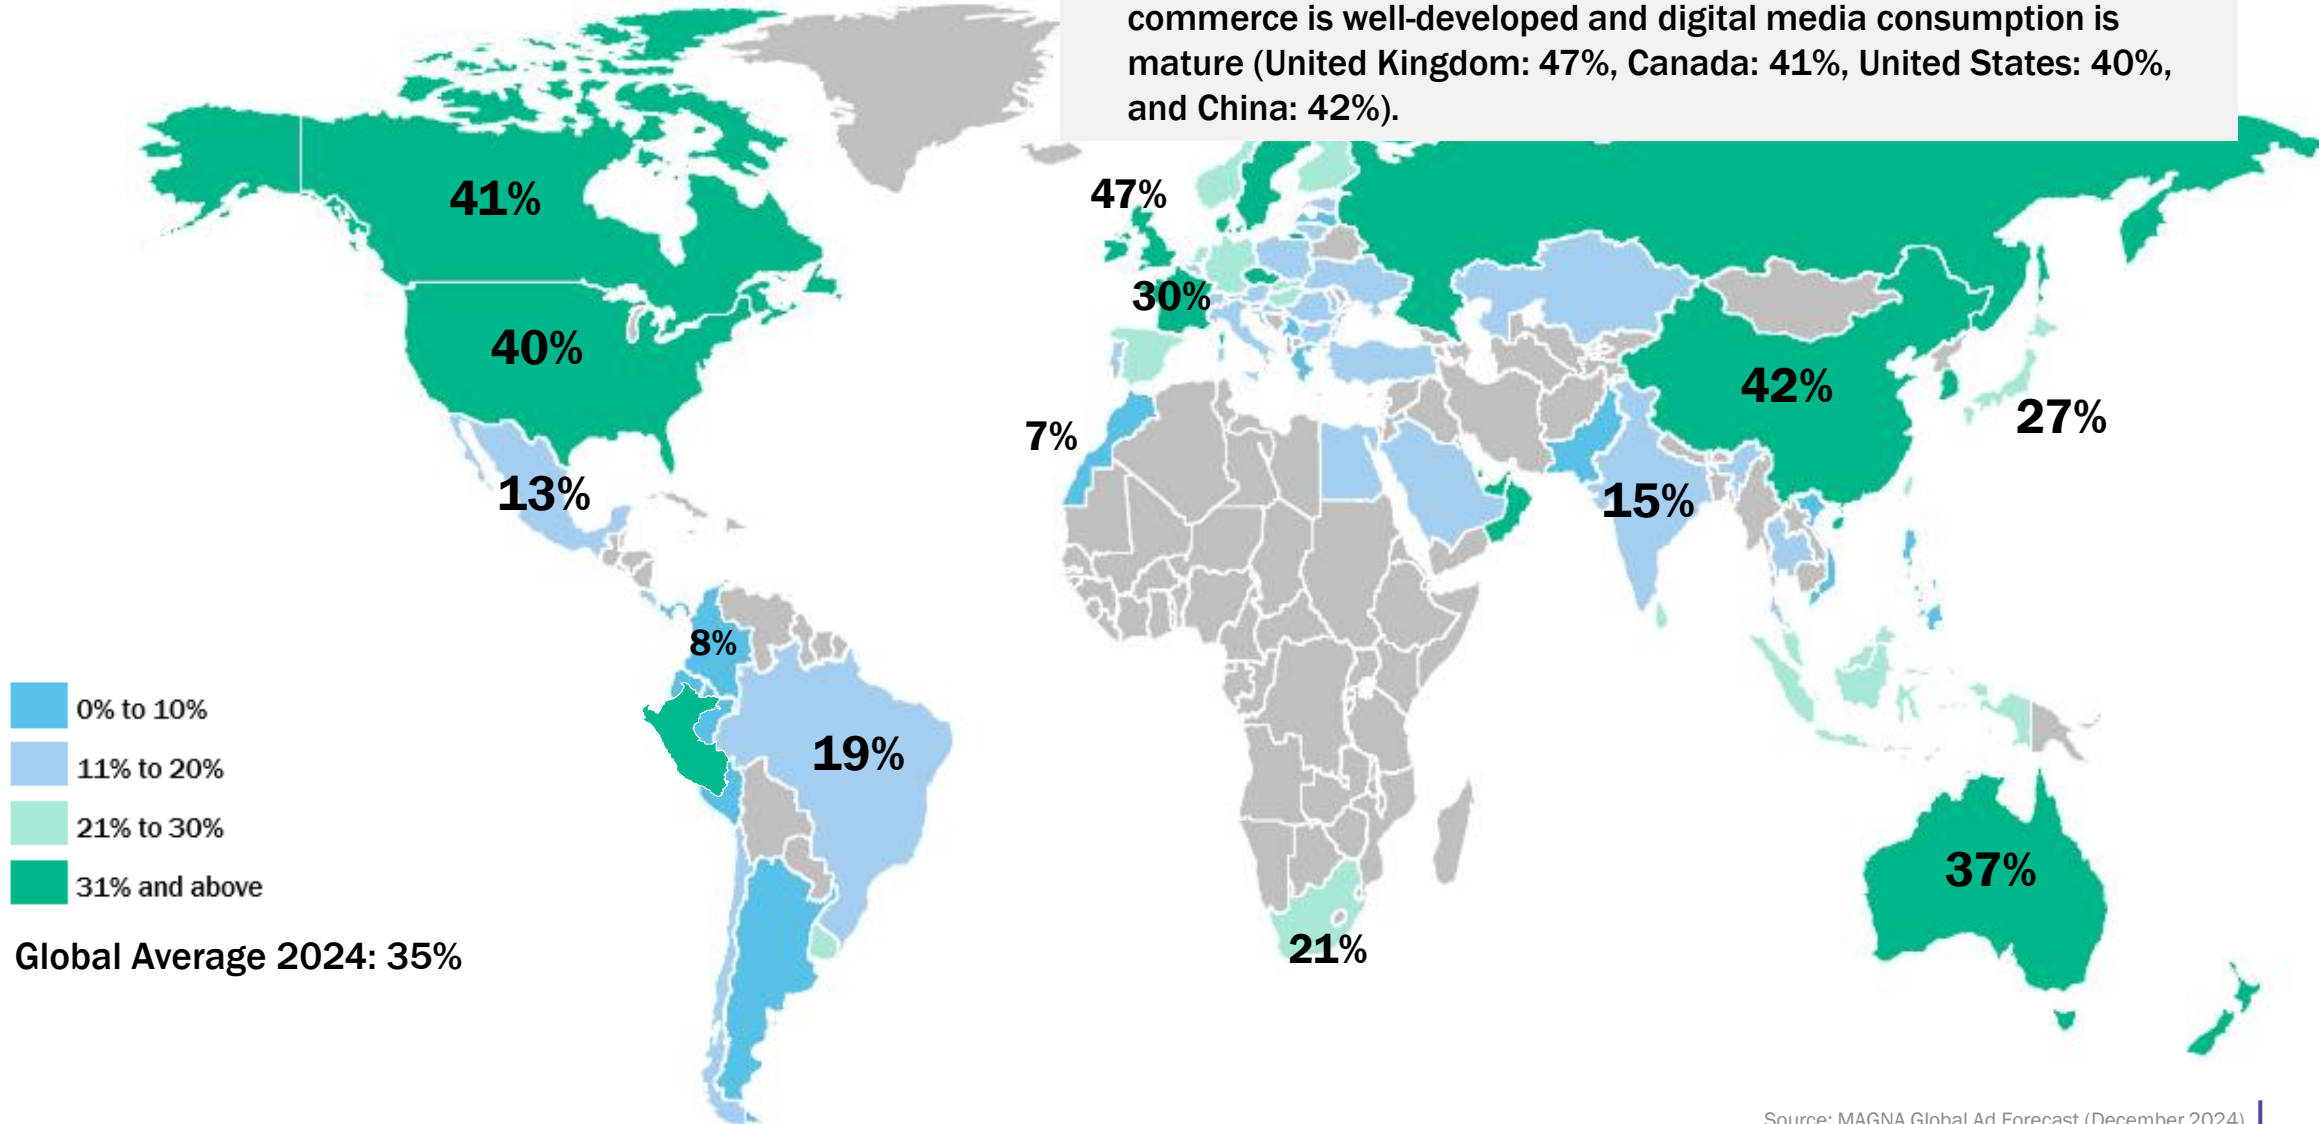 commerce is well-developed and digital media consumption is
mature (United Kingdom: 47%, Canada: 41%, United States: 40%,
and China: 42%).
41%
47%
30%
40%
42%
27%
7%
13%
15%
8%
19%
0% to 10%
11% to 20%
21% to 30%
31% and above
37%
21%
Global Average 2024: 35%
Source: MAGNA Global Ad Forecast (December 2024)